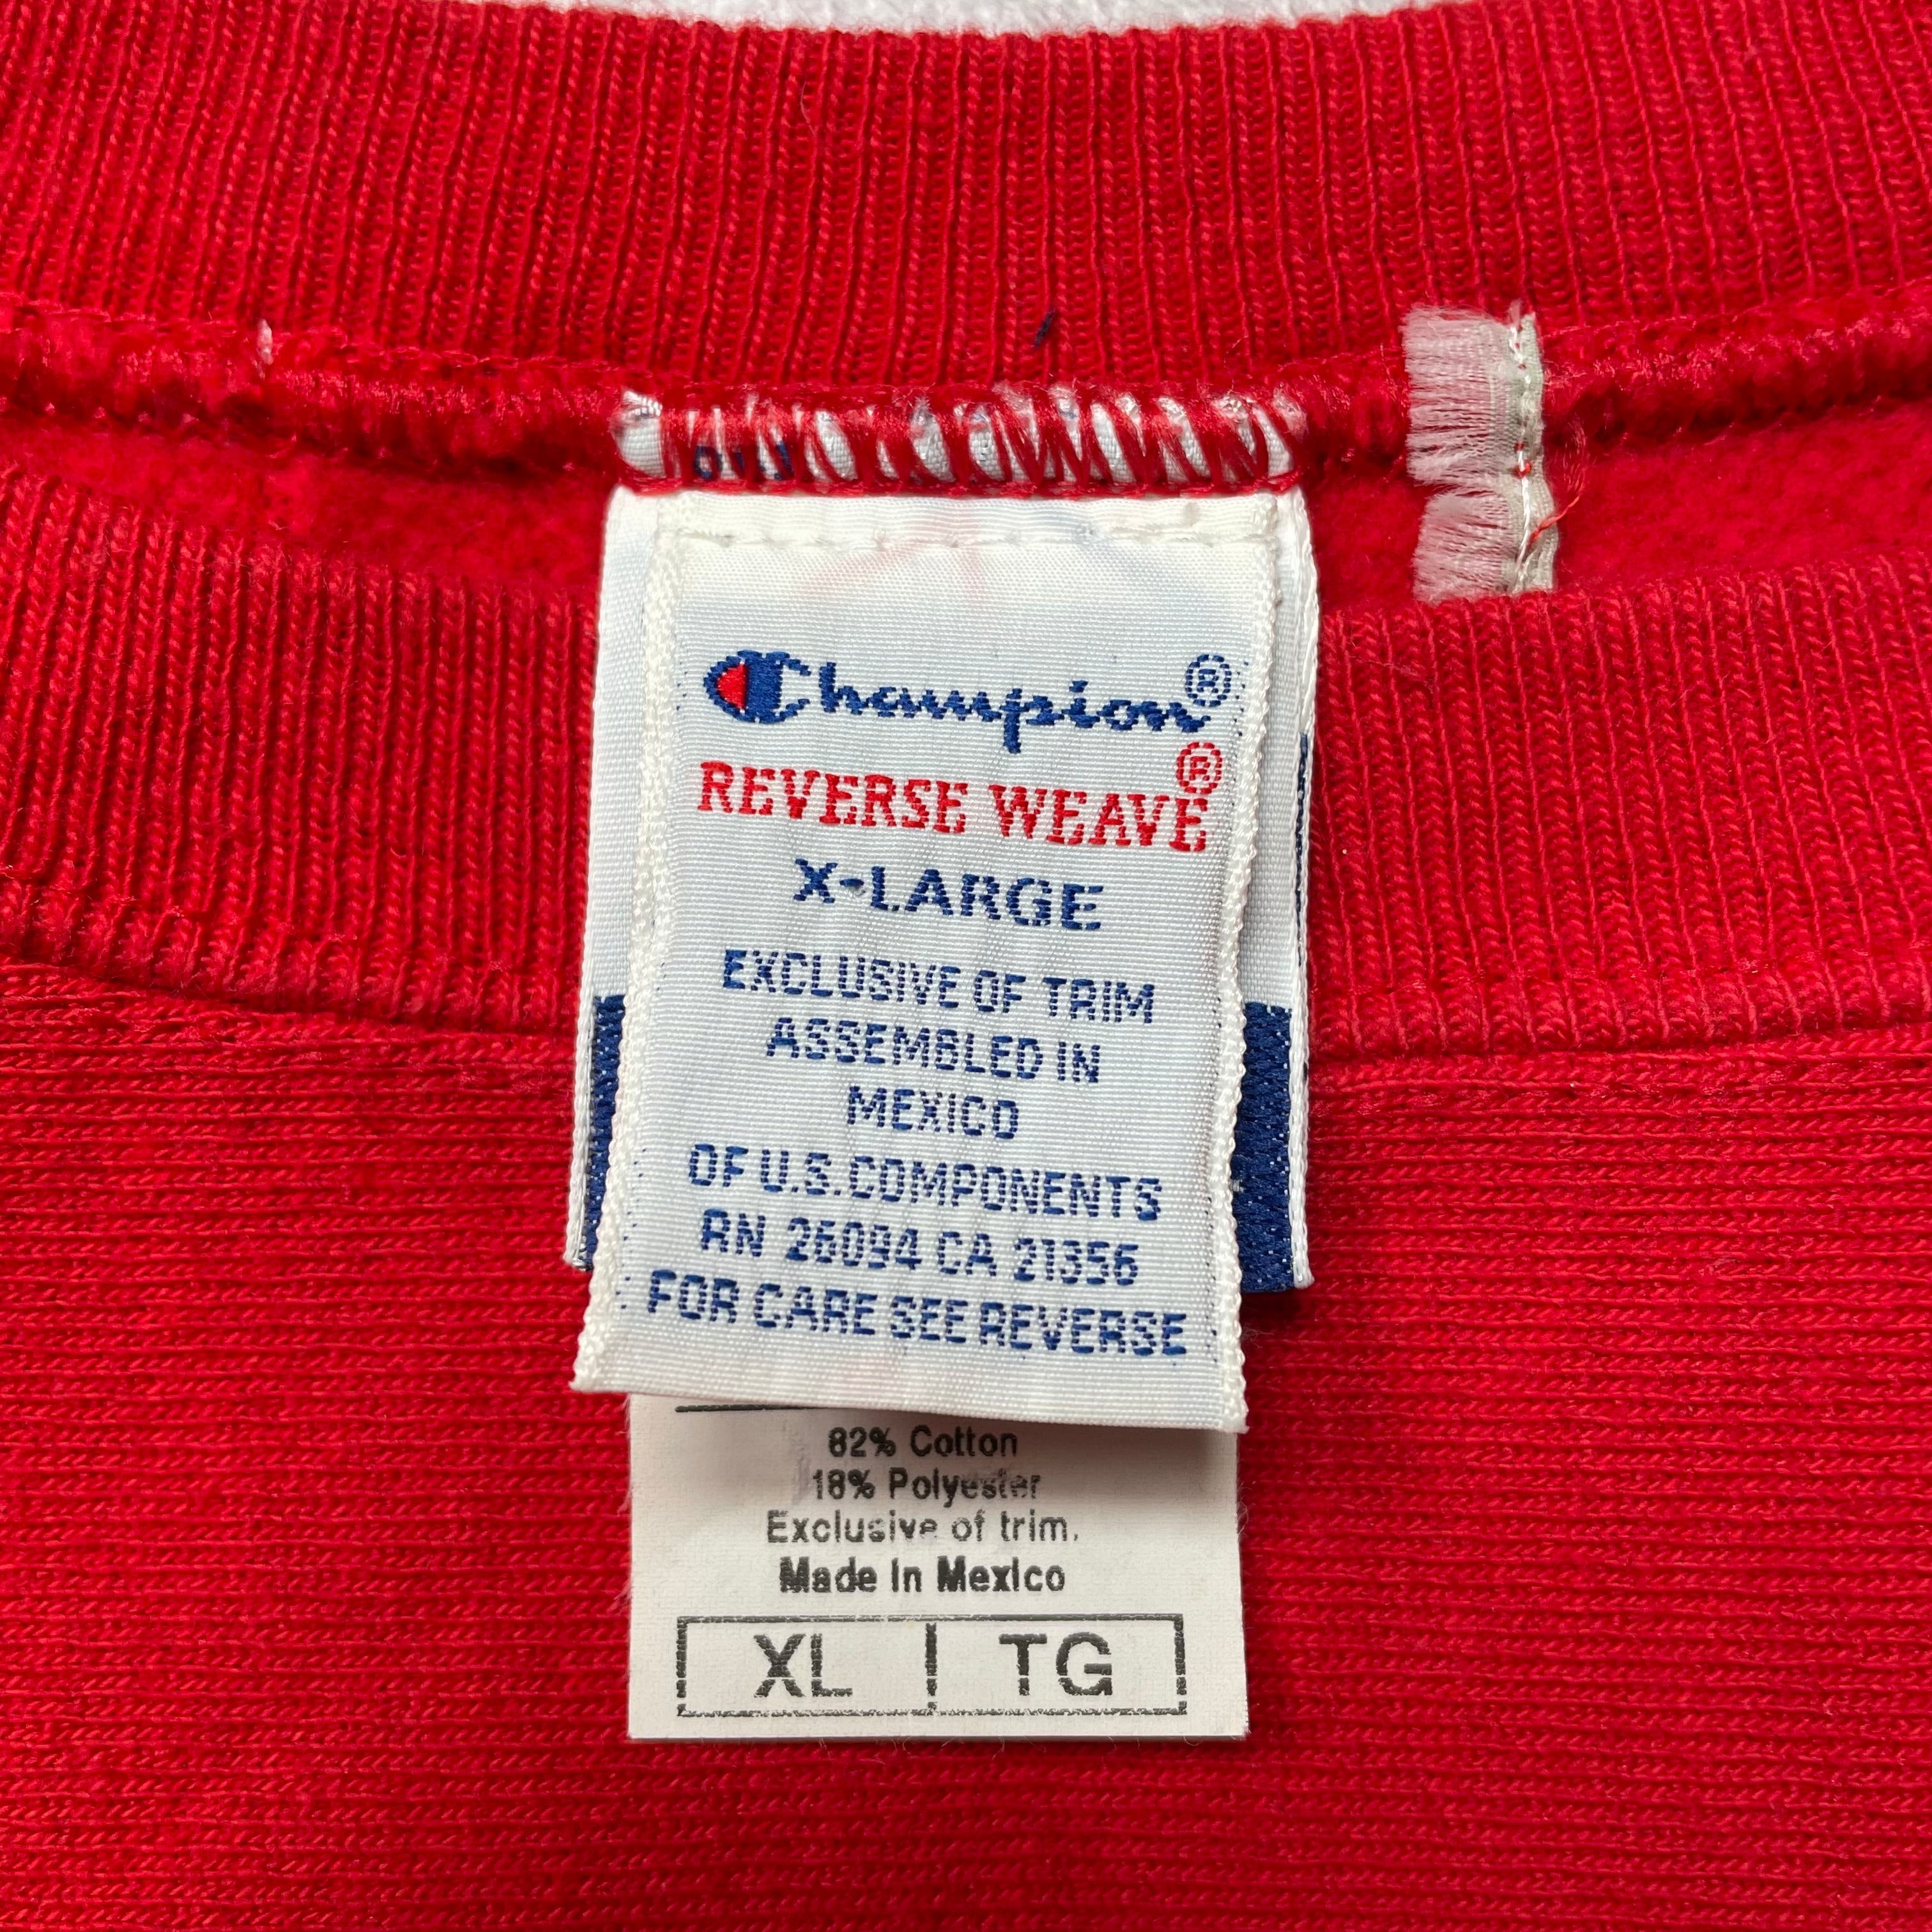 Champion®
REVERSE WEAVE®
X-LARGE
EXCLUSIVE OF TRIM
ASSEMBLED IN
MEXICO
OF U.S. COMPONENTS
RN 26094 CA 21356
FOR CARE SEE REVERSE
82% Cotton
18% Polyester
Exclusive of trim.
Made In Mexico
XL | TG